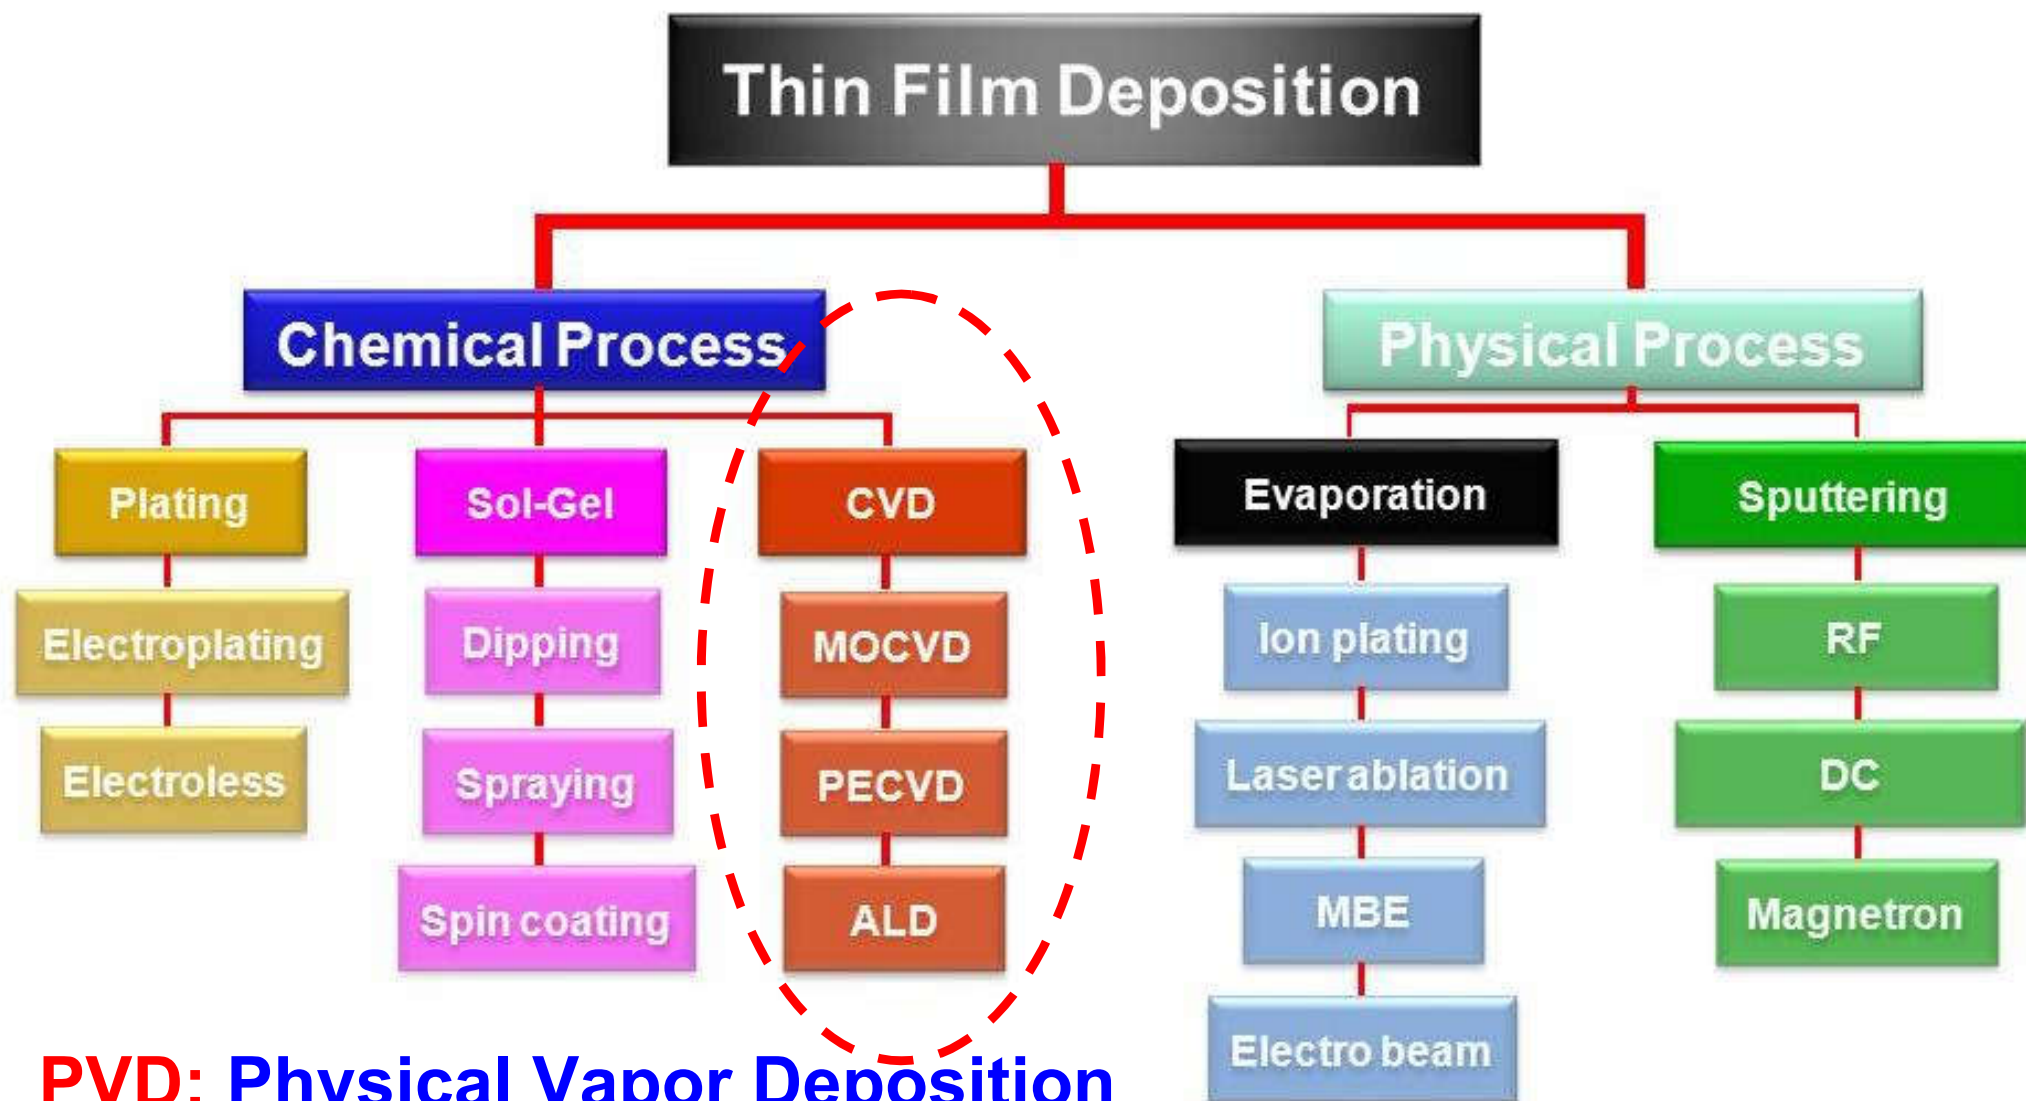 Thin Film Deposition
Chemical Process
Physical Process
Plating
Sol-Gel
CVD
Evaporation
Sputtering
Electroplating
Dipping
MOCVD
Ion plating
RF
Electroless
Spraying
PECVD
Laser ablation
DC
Spin coating
ALD
MBE
Magnetron
Electro beam
PVD: Physical Vapor Deposition